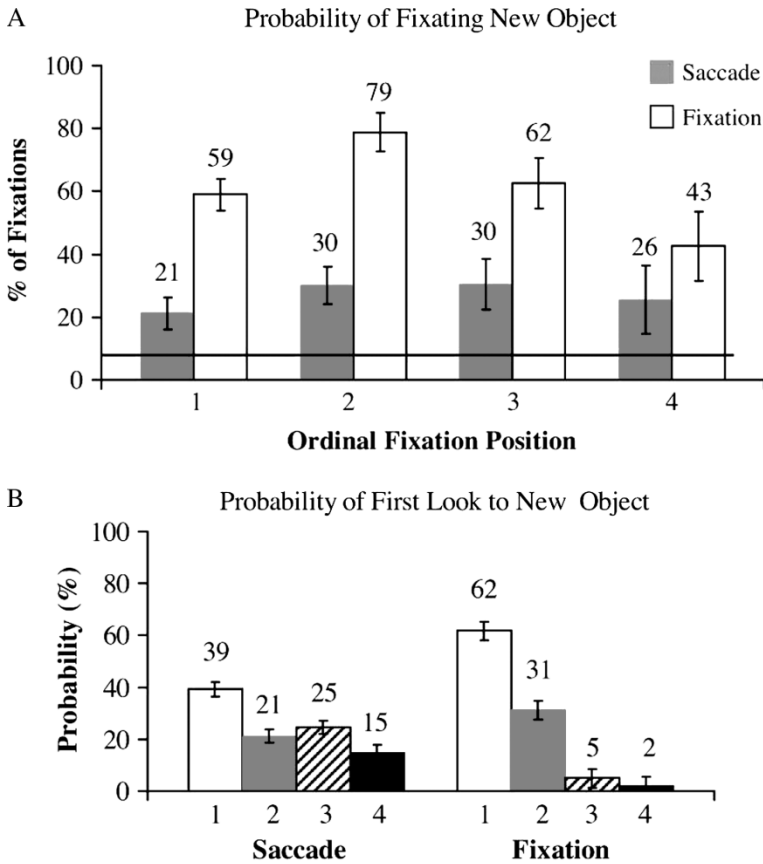 A
Probability of Fixating New Object
% of Fixations
100
80
60
40
20
0
Saccade
Fixation
21
59
30
79
30
62
26
43
1 2 3 4
Ordinal Fixation Position
B
Probability of First Look to New Object
Probability (%)
100
80
60
40
20
0
39
21
25
15
62
31
5
2
1 2 3 4 1 2 3 4
Saccade Fixation